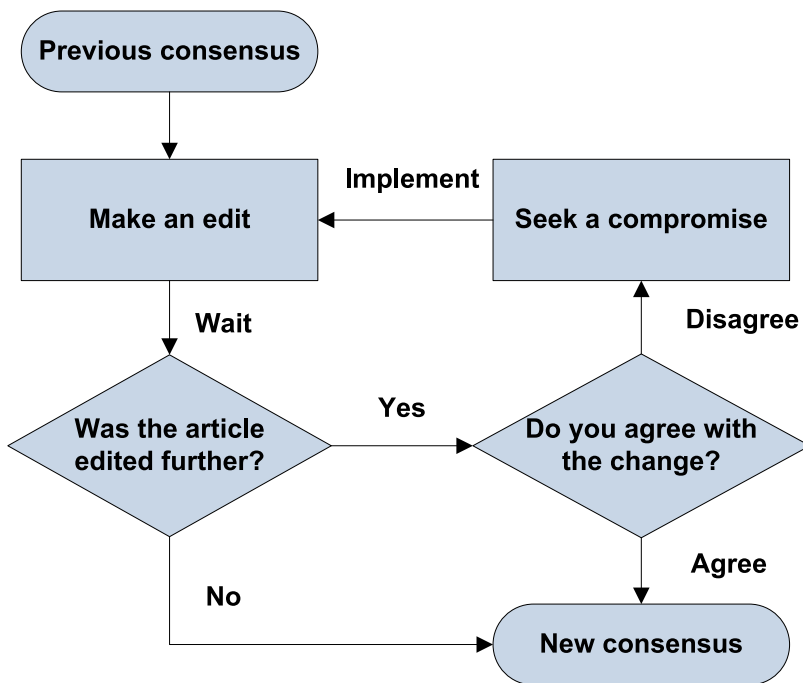 Previous consensus
Implement
Make an edit
Seek a compromise
Wait
Disagree
Yes
Was the article
edited further?
Do you agree with
the change?
Agree
No
New consensus